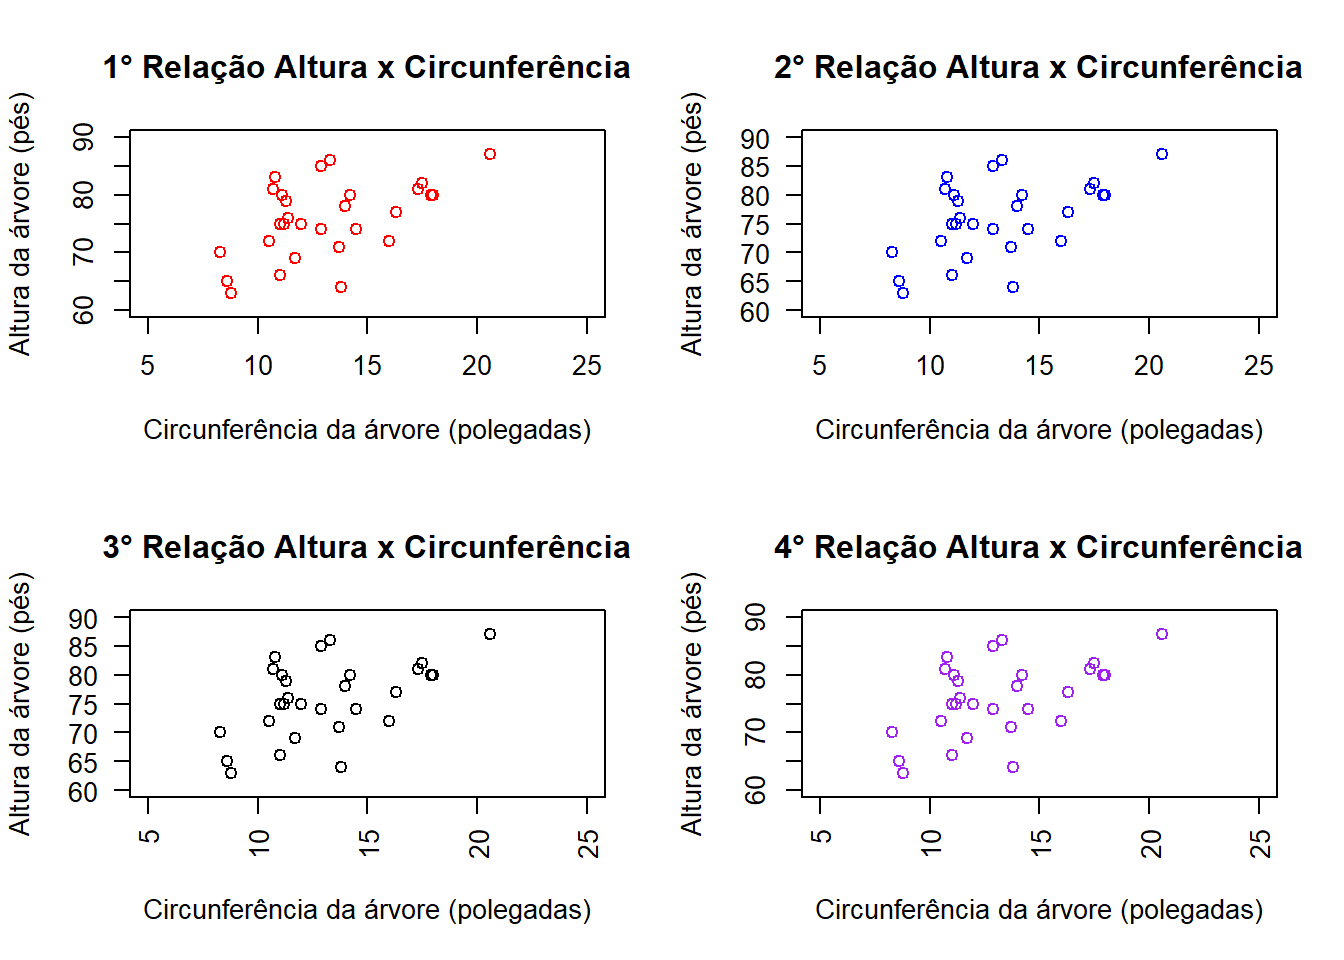 1° Relação Altura x Circunferência
Altura da árvore (pés)
90
80
70
60
5 10 15 20 25
Circunferência da árvore (polegadas)
2° Relação Altura x Circunferência
Altura da árvore (pés)
90
85
80
75
70
65
60
5 10 15 20 25
Circunferência da árvore (polegadas)
3° Relação Altura x Circunferência
Altura da árvore (pés)
90
85
80
75
70
65
60
5 10 15 20 25
Circunferência da árvore (polegadas)
4° Relação Altura x Circunferência
Altura da árvore (pés)
90
80
70
60
5 10 15 20 25
Circunferência da árvore (polegadas)